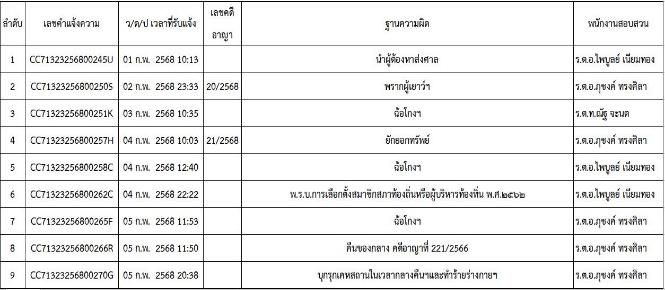 ลำดับ เลขคำแจ้งความ ว/ด/ป เวลาที่รับแจ้ง เลขคดีอาญา ฐานความผิด พนักงานสอบสวน
1 CC71323256800245U 01 ก.พ. 2568 10:13 นำผู้ต้องหาส่งศาล ร.ต.อ.ไพบูลย์ เนียมทอง
2 CC71323256800250S 02 ก.พ. 2568 23:33 20/2568 พรากผู้เยาว์ฯ ร.ต.อ.ภุชงค์ ทรงศิลา
3 CC71323256800251K 03 ก.พ. 2568 10:35 ฉ้อโกงฯ ร.ต.ท.ณัฐ จะนต
4 CC71323256800257H 04 ก.พ. 2568 10:03 21/2568 ยักยอกทรัพย์ ร.ต.อ.ภุชงค์ ทรงศิลา
5 CC71323256800258C 04 ก.พ. 2568 12:40 ฉ้อโกงฯ ร.ต.อ.ไพบูลย์ เนียมทอง
6 CC71323256800262C 04 ก.พ. 2568 22:22 พ.ร.บ.การเลือกตั้งสมาชิกสภาท้องถิ่นหรือผู้บริหารท้องถิ่น พ.ศ.๒๕๖๒ ร.ต.อ.ไพบูลย์ เนียมทอง
7 CC71323256800265F 05 ก.พ. 2568 11:53 ฉ้อโกงฯ ร.ต.อ.ภุชงค์ ทรงศิลา
8 CC71323256800266R 05 ก.พ. 2568 11:50 คืนของกลาง คดีอาญาที่ 221/2566 ร.ต.อ.ภุชงค์ ทรงศิลา
9 CC71323256800270G 05 ก.พ. 2568 20:38 บุกรุกเคหสถานในเวลากลางคืนฯและทำร้ายร่างกายฯ ร.ต.อ.ภุชงค์ ทรงศิลา